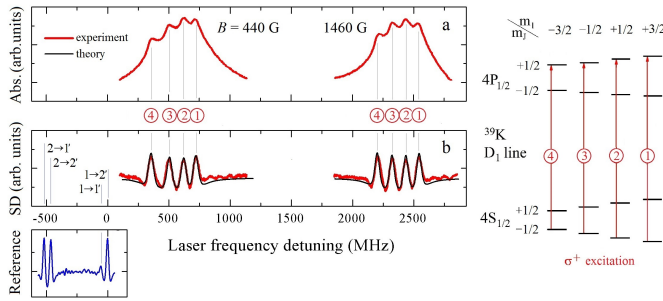 Abs. (arb.units)
experiment
theory
B = 440 G
1460 G
a
4 3 2 1
4 3 2 1
SD (arb. units)
b
2→1'
2→2'
1→2'
1→1'
-500 0 500 1000 1500 2000 2500
Laser frequency detuning (MHz)
Reference
m_I
m_J
−3/2 −1/2 +1/2 +3/2
+1/2
4P1/2
−1/2
39K
D1 line
4 3 2 1
+1/2
4S1/2
−1/2
σ+ excitation